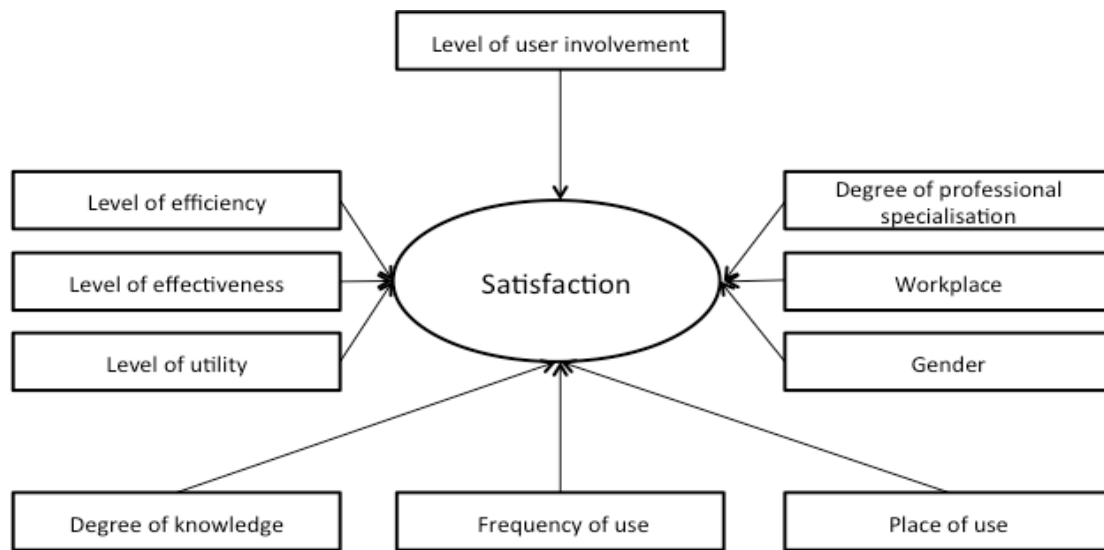 Level of user involvement
Level of efficiency
Degree of professional
specialisation
Level of effectiveness
Satisfaction
Workplace
Level of utility
Gender
Degree of knowledge
Frequency of use
Place of use